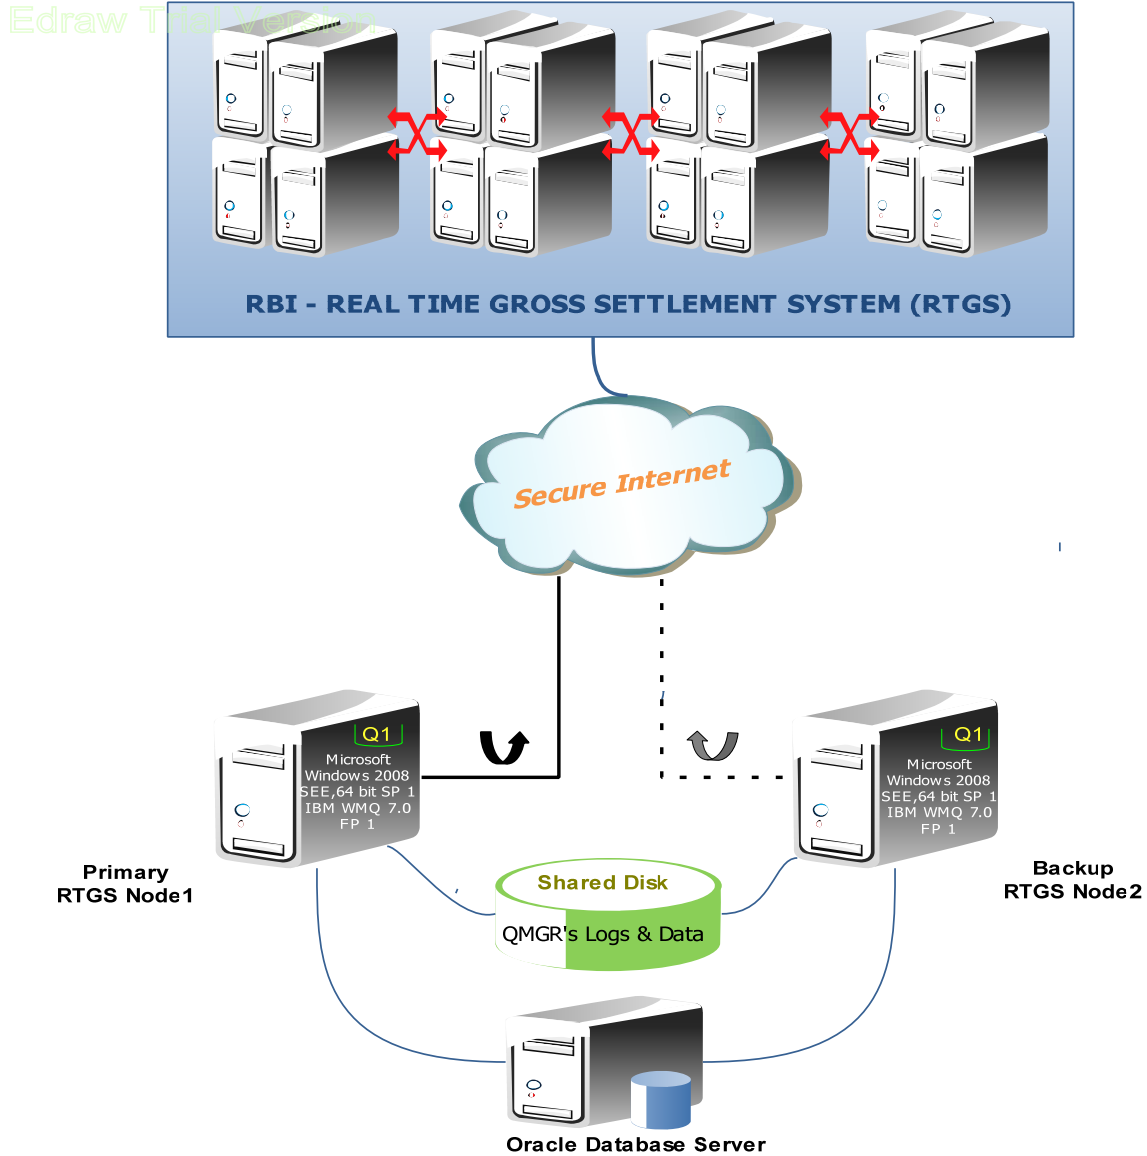 Edraw Trial Version
RBI - REAL TIME GROSS SETTLEMENT SYSTEM (RTGS)
Secure Internet
Q1
Microsoft
Windows 2008
SEE,64 bit SP 1
IBM WMQ 7.0
FP 1
Q1
Microsoft
Windows 2008
SEE,64 bit SP 1
IBM WMQ 7.0
FP 1
Primary
RTGS Node1
Backup
RTGS Node2
Shared Disk
QMGR's Logs & Data
Oracle Database Server